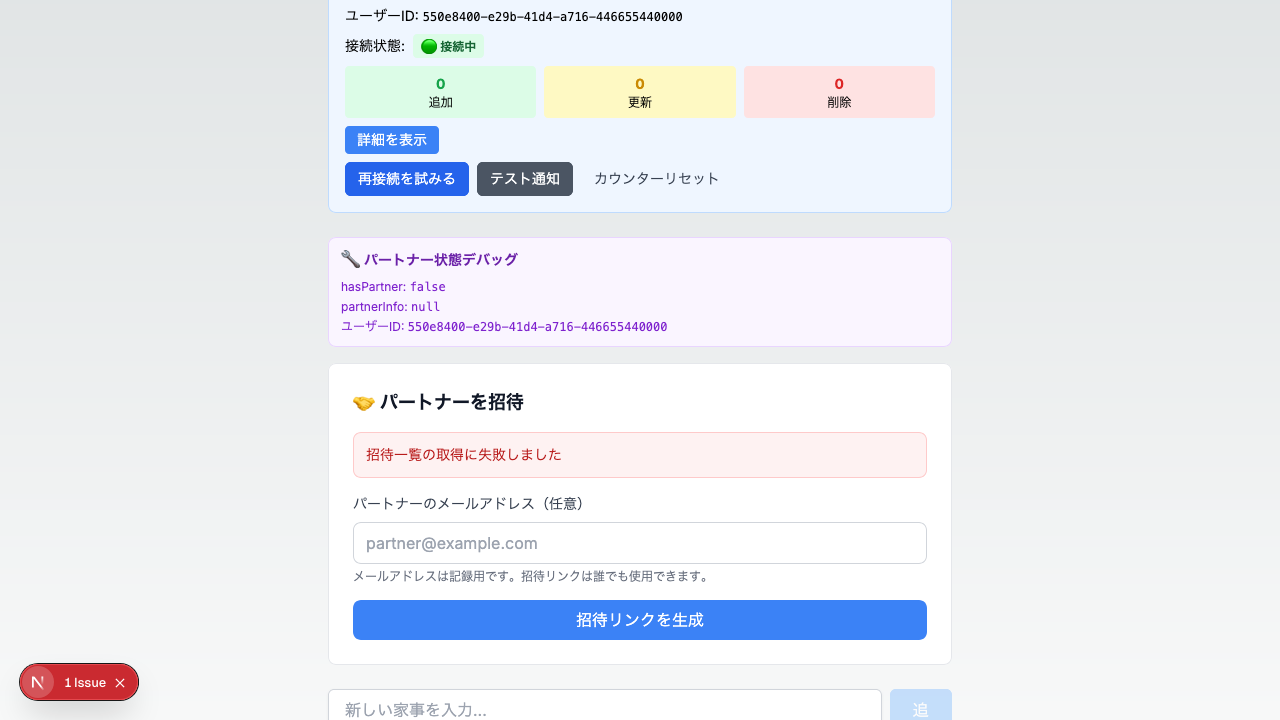 ユーザーID: 550e8400-e29b-41d4-a716-446655440000
接続状態: 接続中
0
追加
0
更新
0
削除
詳細を表示
再接続を試みる テスト通知 カウンターリセット
パートナー状態デバッグ
hasPartner: false
partnerInfo: null
ユーザーID: 550e8400-e29b-41d4-a716-446655440000
パートナーを招待
招待一覧の取得に失敗しました
パートナーのメールアドレス（任意）
partner@example.com
メールアドレスは記録用です。招待リンクは誰でも使用できます。
招待リンクを生成
N 1 Issue
新しい家事を入力... 追